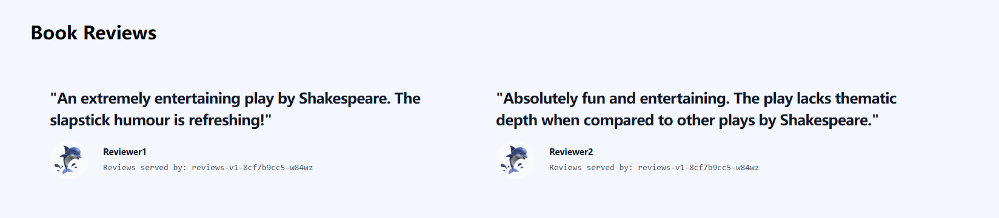 Book Reviews
"An extremely entertaining play by Shakespeare. The
slapstick humour is refreshing!"
Reviewer1
Reviews served by: reviews-v1-8cf7b9cc5-w84wz
"Absolutely fun and entertaining. The play lacks thematic
depth when compared to other plays by Shakespeare."
Reviewer2
Reviews served by: reviews-v1-8cf7b9cc5-w84wz